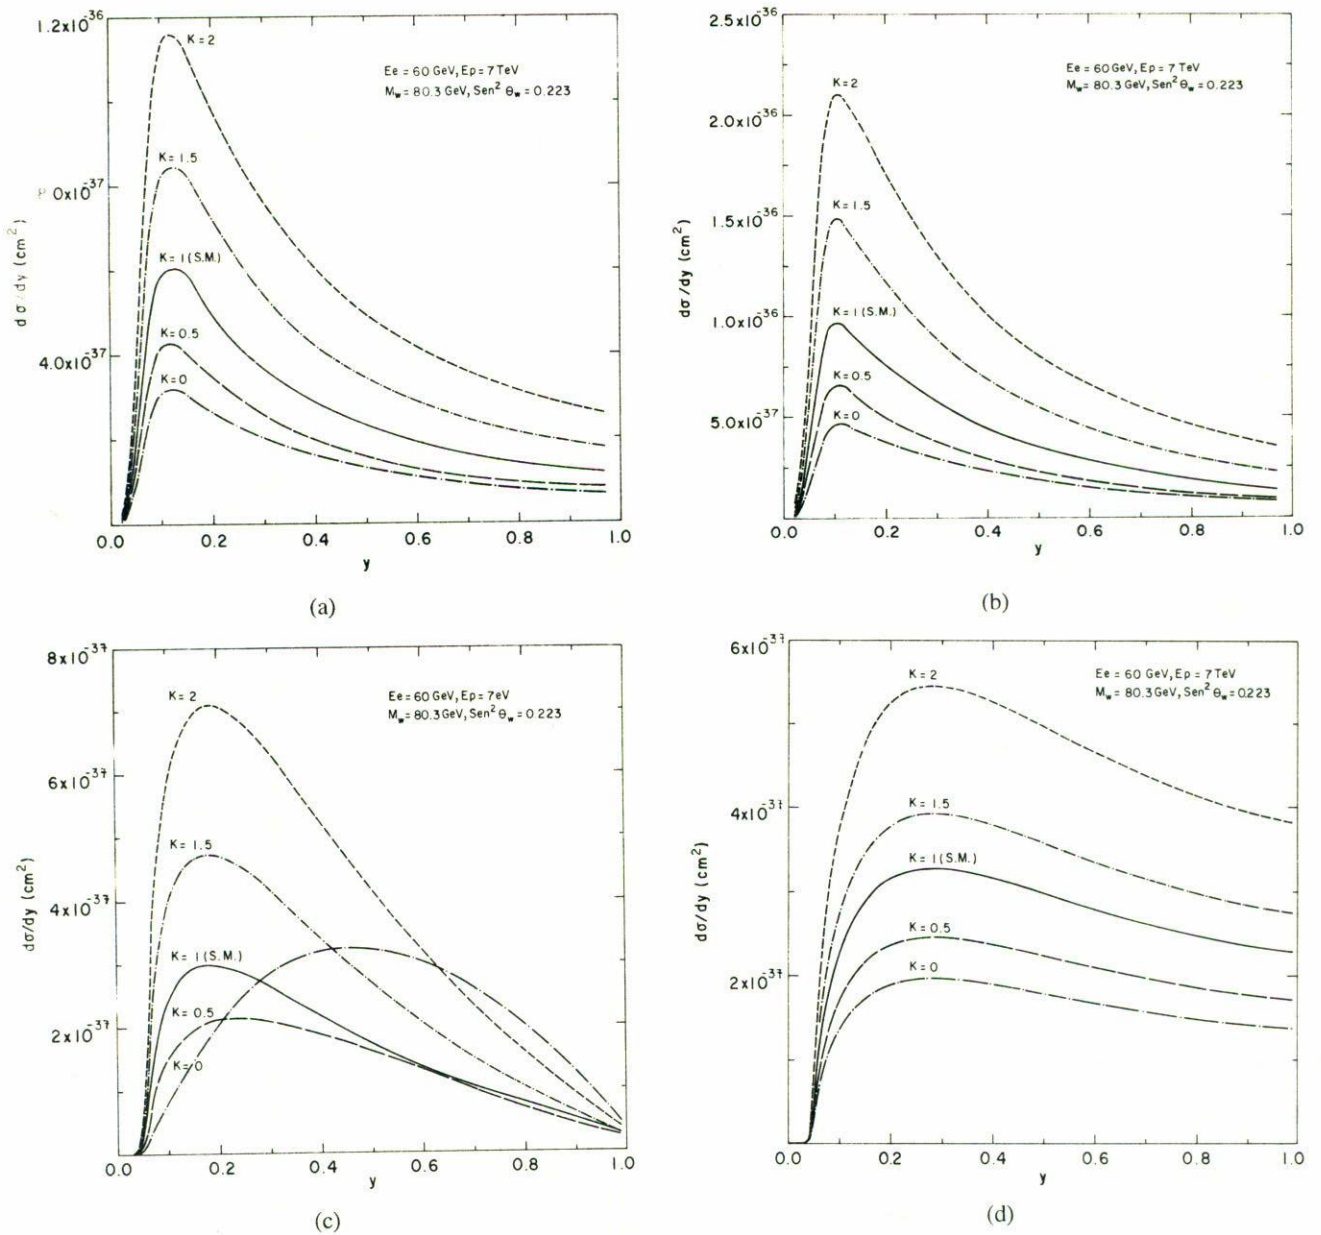 1.2x10-36
K=2
Ee = 60 GeV, Ep = 7 TeV
Mw = 80.3 GeV, Sen2 θw = 0.223
K= 1.5
0x10-37
K= 1 (S.M.)
K= 0.5
4.0x10-37
K=0
dσ/dy (cm2)
0.0 0.2 0.4 0.6 0.8 1.0
y
(a)
2.5x10-36
Ee = 60 GeV, Ep = 7 TeV
Mw = 80.3 GeV, Sen2 θw = 0.223
K=2
2.0x10-36
K= 1.5
1.5x10-36
K=1 (S.M.)
1.0x10-36
K=0.5
K=0
5.0x10-37
dσ/dy (cm2)
0.0 0.2 0.4 0.6 0.8 1.0
y
(b)
8x10-37
K= 2
Ee = 60 GeV, Ep = 7eV
Mw = 80.3 GeV, Sen2 θw = 0.223
6x10-37
K= 1.5
4x10-37
K= 1 (S.M.)
K= 0.5
2x10-37
K=0
dσ/dy (cm2)
0.0 0.2 0.4 0.6 0.8 1.0
y
(c)
6x10-37
K= 2
Ee = 60 GeV, Ep = 7 TeV
Mw = 80.3 GeV, Sen2 θw = 0.223
K= 1.5
4x10-37
K= 1 (S.M.)
K= 0.5
2x10-37
K= 0
dσ/dy (cm2)
0.0 0.2 0.4 0.6 0.8 1.0
y
(d)